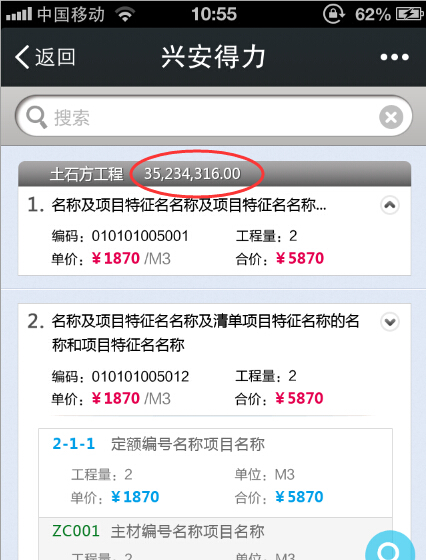 中国移动 10:55 62%
返回 兴安得力
搜索
土石方工程 35,234,316.00
1. 名称及项目特征名名称及项目特征名名称...
编码：010101005001 工程量：2
单价：¥1870 /M3 合价：¥5870
2. 名称及项目特征名名称及清单项目特征名称的名
称和项目特征名名称
编码：010101005012 工程量：2
单价：¥1870 /M3 合价：¥5870
2-1-1 定额编号名称项目名称
工程量：2 单位：M3
单价：¥1870 合价：¥5870
ZC001 主材编号名称项目名称
工程量：2 单位：M3